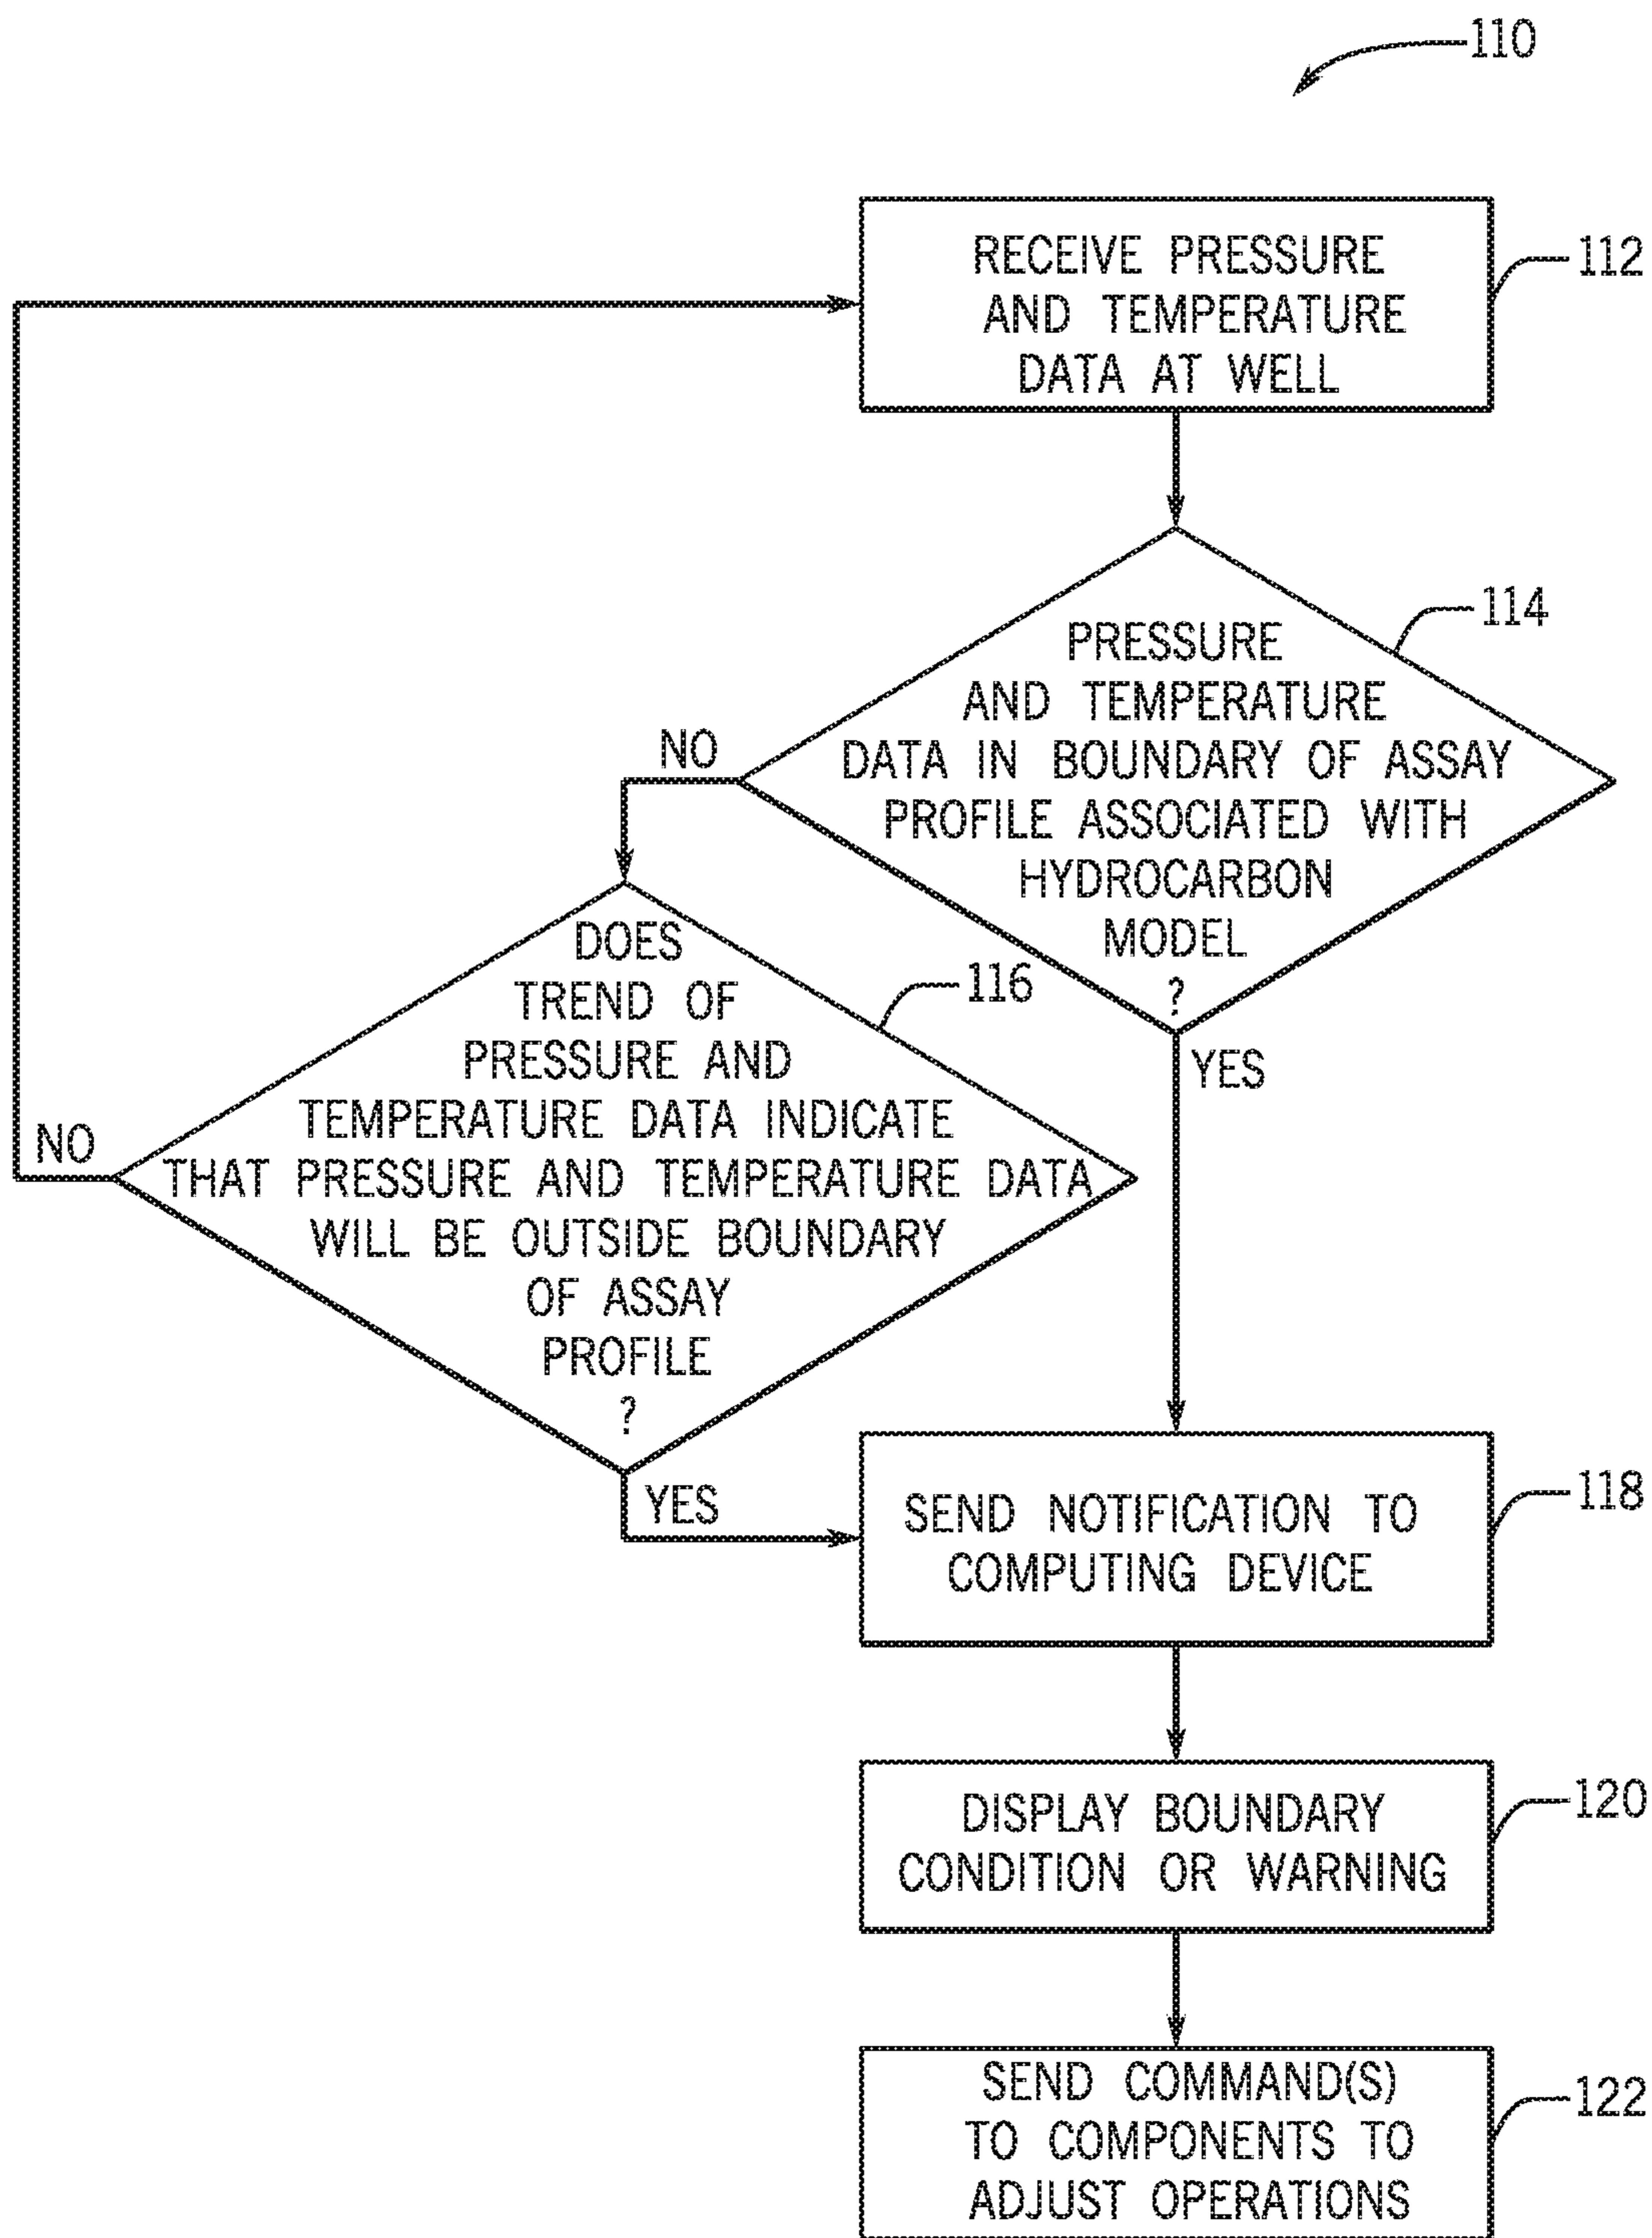 110
RECEIVE PRESSURE
AND TEMPERATURE
DATA AT WELL
112
PRESSURE
AND TEMPERATURE
DATA IN BOUNDARY OF ASSAY
PROFILE ASSOCIATED WITH
HYDROCARBON
MODEL
?
114
NO
YES
DOES
TREND OF
PRESSURE AND
TEMPERATURE DATA INDICATE
THAT PRESSURE AND TEMPERATURE DATA
WILL BE OUTSIDE BOUNDARY
OF ASSAY
PROFILE
?
116
NO
YES
SEND NOTIFICATION TO
COMPUTING DEVICE
118
DISPLAY BOUNDARY
CONDITION OR WARNING
120
SEND COMMAND(S)
TO COMPONENTS TO
ADJUST OPERATIONS
122